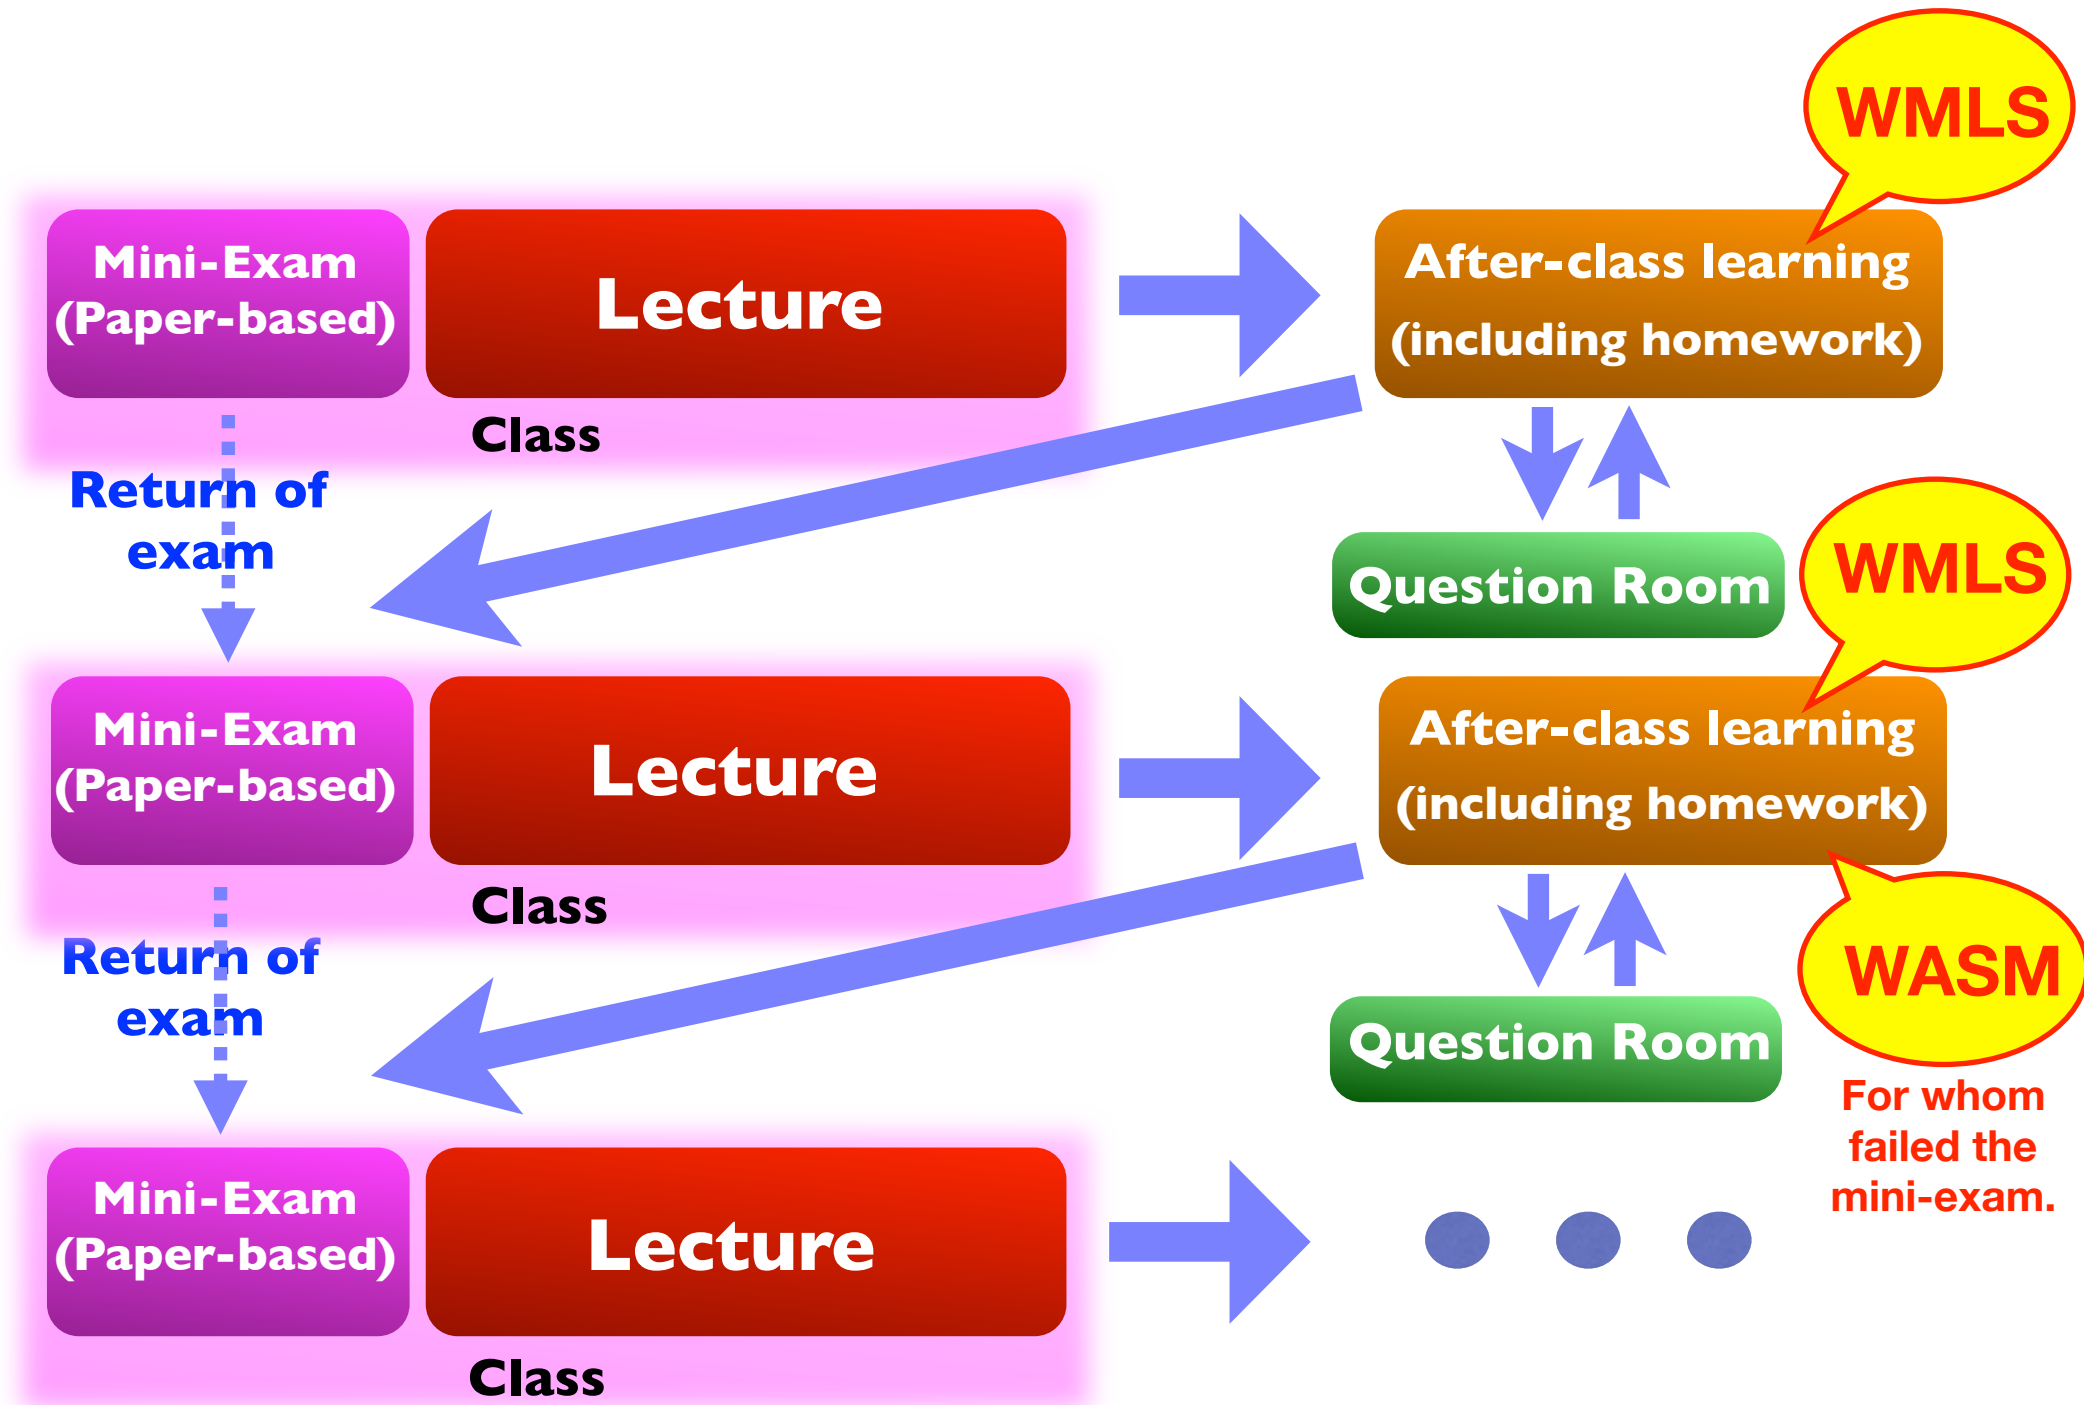 WMLS
Mini-Exam
(Paper-based)
Lecture
After-class learning
(including homework)
Class
Return of
exam
Question Room
WMLS
Mini-Exam
(Paper-based)
Lecture
After-class learning
(including homework)
Class
Return of
exam
Question Room
WASM
For whom
failed the
mini-exam.
Mini-Exam
(Paper-based)
Lecture
Class